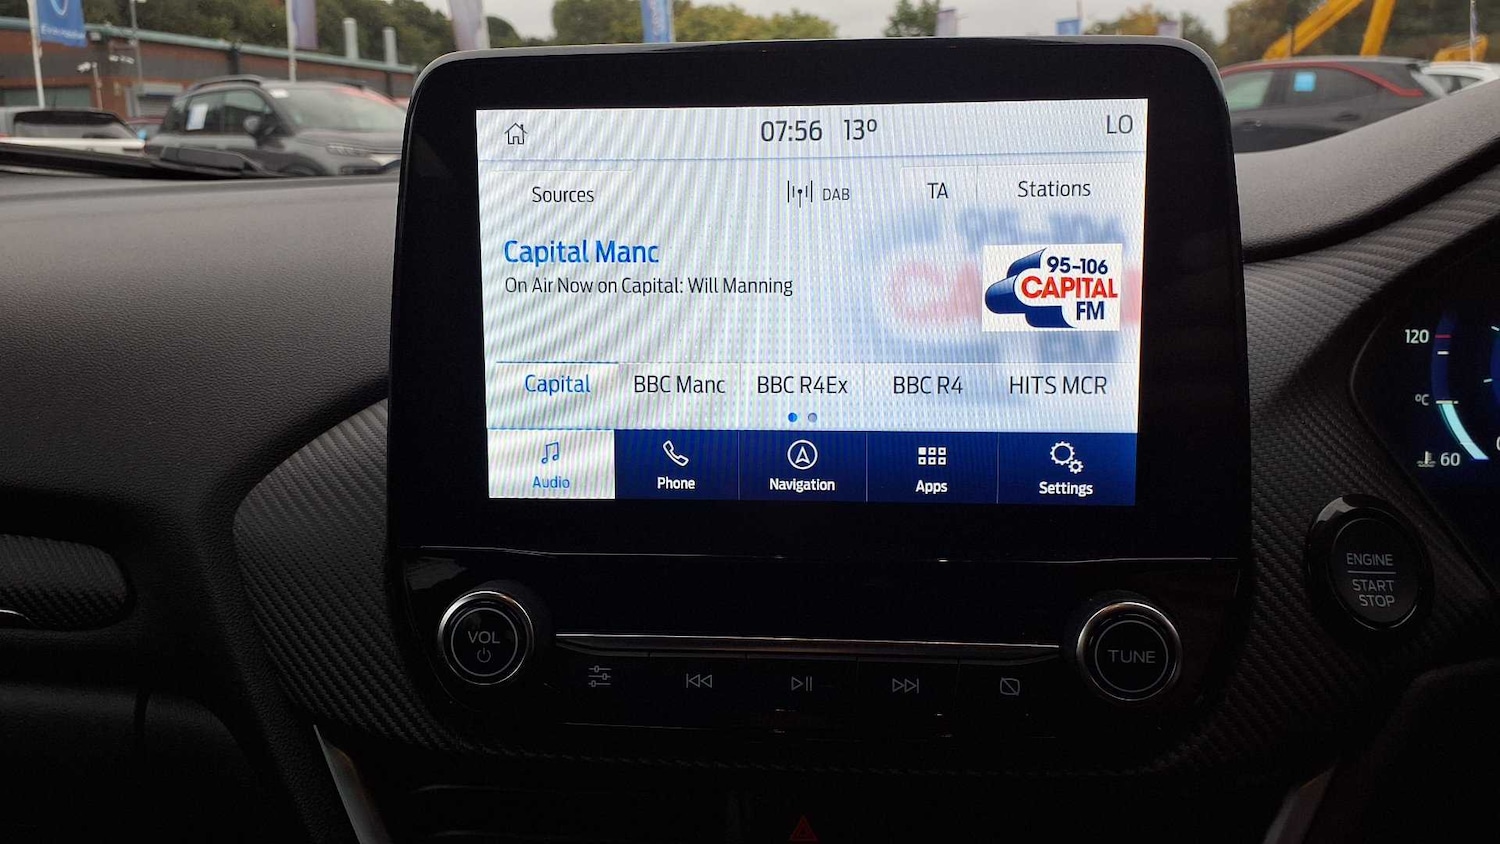 07:56 13º
LO
Sources
DAB
TA
Stations
Capital Manc
On Air Now on Capital: Will Manning
95-106
CAPITAL
FM
Capital
BBC Manc
BBC R4Ex
BBC R4
HITS MCR
Audio
Phone
Navigation
Apps
Settings
120
ºC
60
ENGINE
START
STOP
VOL
TUNE